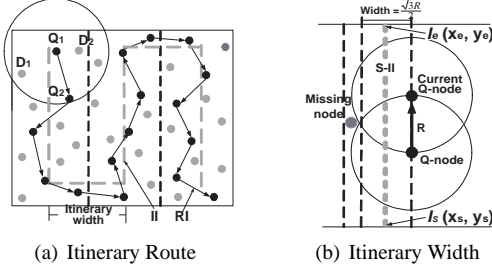 Q₁
D₂
D₁
Q₂
Itinerary
width
II
RI
(a) Itinerary Route
Width = √3R
Iₑ (xₑ, yₑ)
S-II
Current
Q-node
Missing
node
R
Q-node
Iₛ (xₛ, yₛ)
(b) Itinerary Width